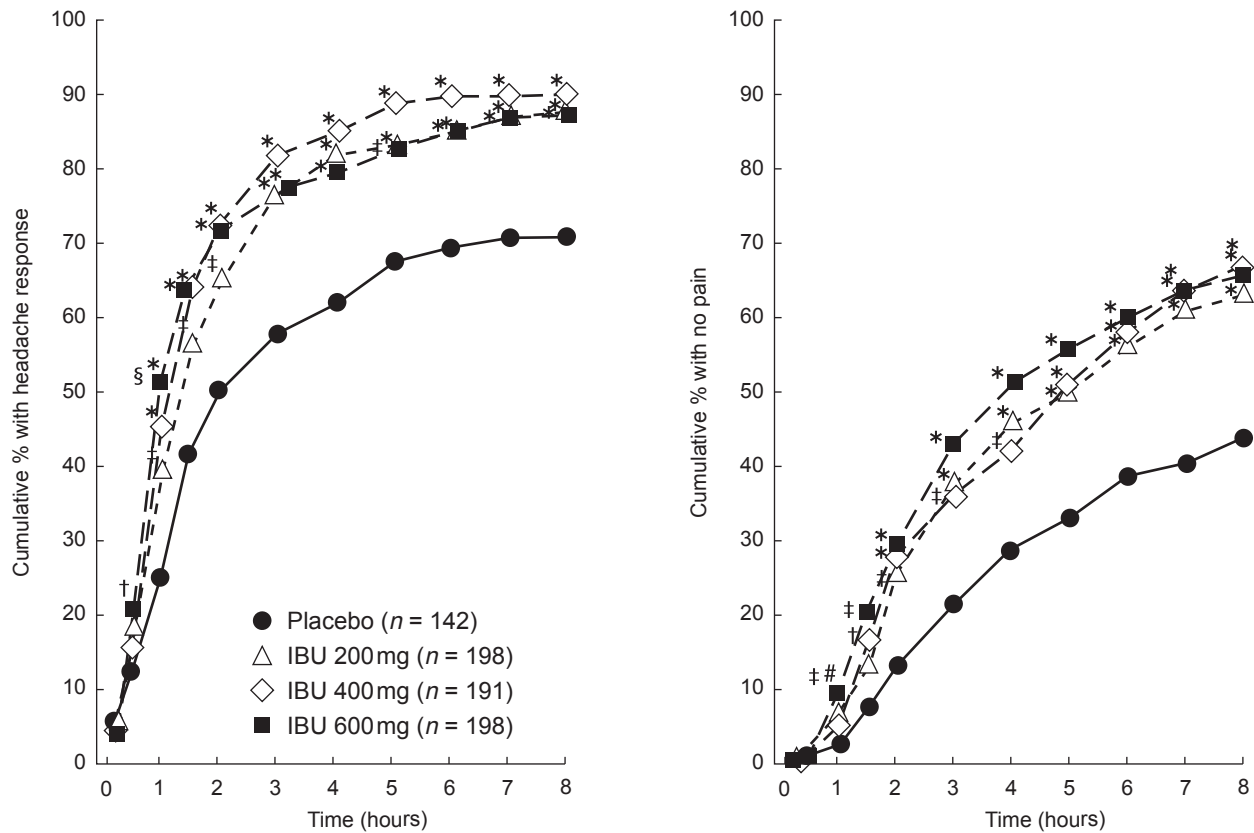 100
90
80
70
60
50
40
30
20
10
0
Cumulative % with headache response
* * * * * * * *
* * * * * * * *
* * * * * * *
‡ ‡ ‡ ‡
§
†
Placebo (n = 142)
IBU 200 mg (n = 198)
IBU 400 mg (n = 191)
IBU 600 mg (n = 198)
0 1 2 3 4 5 6 7 8
Time (hours)
100
90
80
70
60
50
40
30
20
10
0
Cumulative % with no pain
‡ #
‡
†
‡
‡
‡
0 1 2 3 4 5 6 7 8
Time (hours)